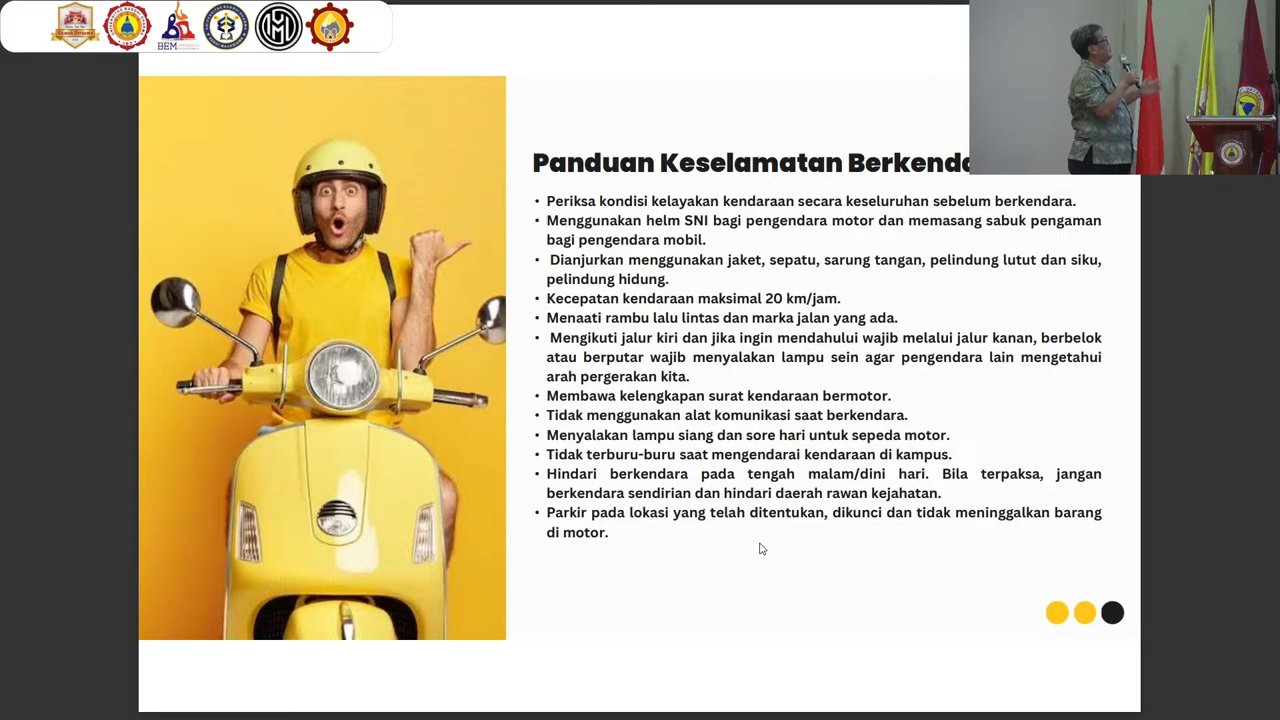 BEM
Panduan Keselamatan
• Periksa kondisi kelayakan kendaraan secara keseluruhan sebelum berkendara.
• Menggunakan helm SNI bagi pengendara motor dan memasang sabuk pengaman
bagi pengendara mobil.
• Dianjurkan menggunakan jaket, sepatu, sarung tangan, pelindung lutut dan siku,
pelindung hidung.
• Kecepatan kendaraan maksimal 20 km/jam.
• Menaati rambu lalu lintas dan marka jalan yang ada.
• Mengikuti jalur kiri dan jika ingin mendahului wajib melalui jalur kanan, berbelok
atau berputar wajib menyalakan lampu sein agar pengendara lain mengetahui
arah pergerakan kita.
• Membawa kelengkapan surat kendaraan bermotor.
• Tidak menggunakan alat komunikasi saat berkendara.
• Menyalakan lampu siang dan sore hari untuk sepeda motor.
• Tidak terburu-buru saat mengendarai kendaraan di kampus.
• Hindari berkendara pada tengah malam/dini hari. Bila terpaksa, jangan
berkendara sendirian dan hindari daerah rawan kejahatan.
• Parkir pada lokasi yang telah ditentukan, dikunci dan tidak meninggalkan barang
di motor.